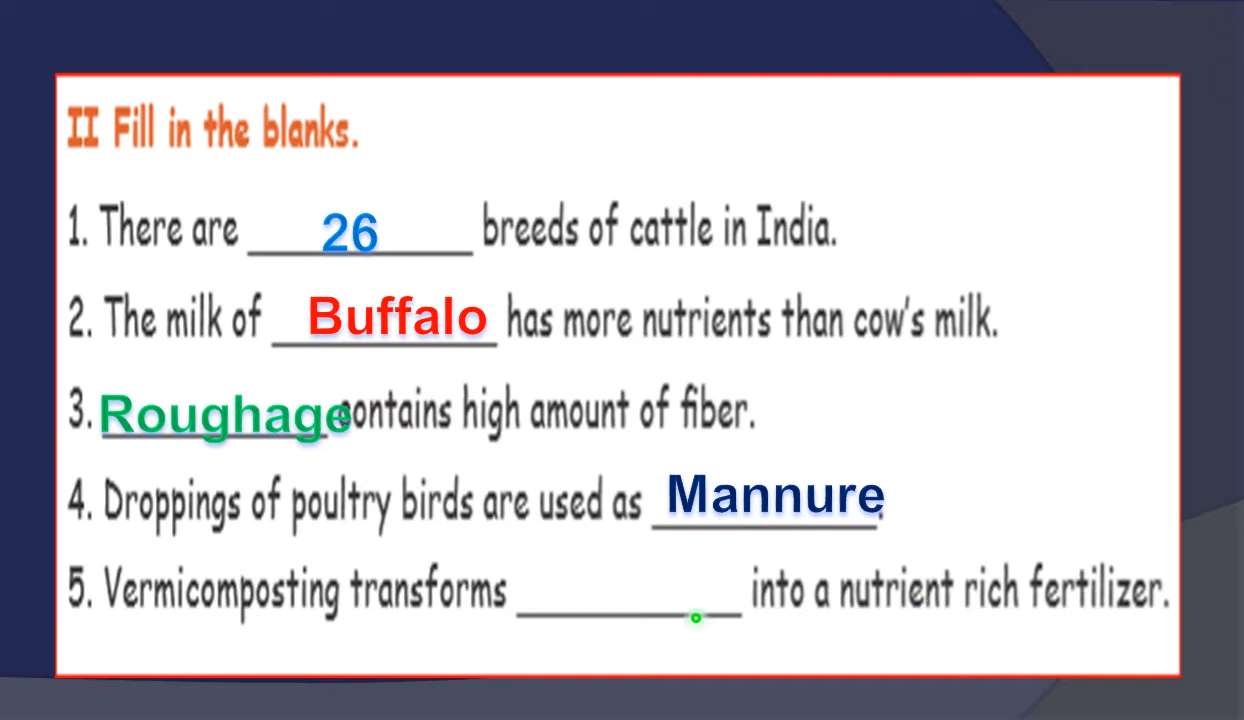 II Fill in the blanks.
1. There are 26 breeds of cattle in India.
2. The milk of Buffalo has more nutrients than cow's milk.
3. Roughage contains high amount of fiber.
4. Droppings of poultry birds are used as Mannure.
5. Vermicomposting transforms ________ into a nutrient rich fertilizer.